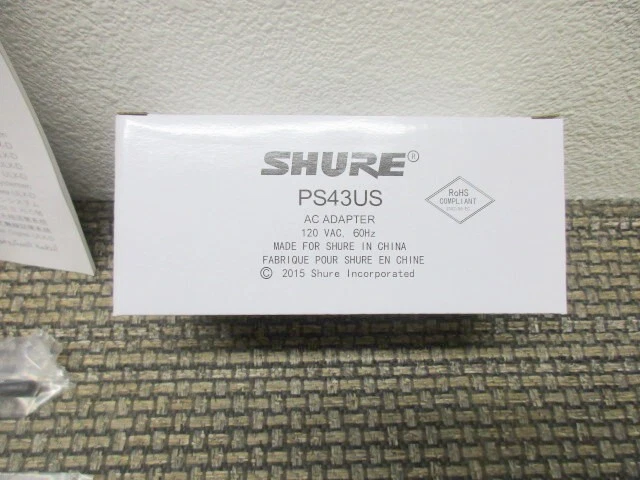 SHURE®
PS43US
AC ADAPTER
120 VAC, 60Hz
MADE FOR SHURE IN CHINA
FABRIQUE POUR SHURE EN CHINE
© 2015 Shure Incorporated
RoHS
COMPLIANT